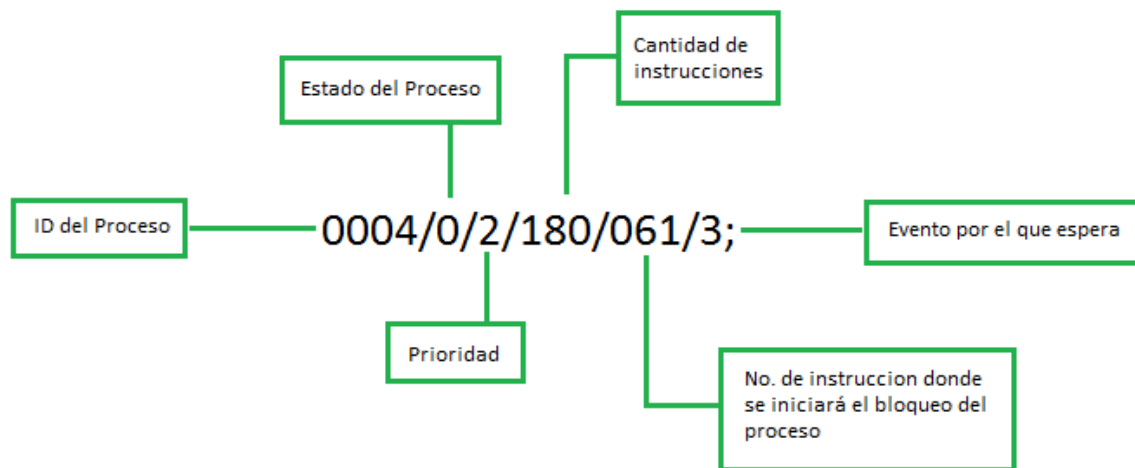 Cantidad de
instrucciones
Estado del Proceso
ID del Proceso
0004/0/2/180/061/3;
Evento por el que espera
Prioridad
No. de instruccion donde
se iniciará el bloqueo del
proceso